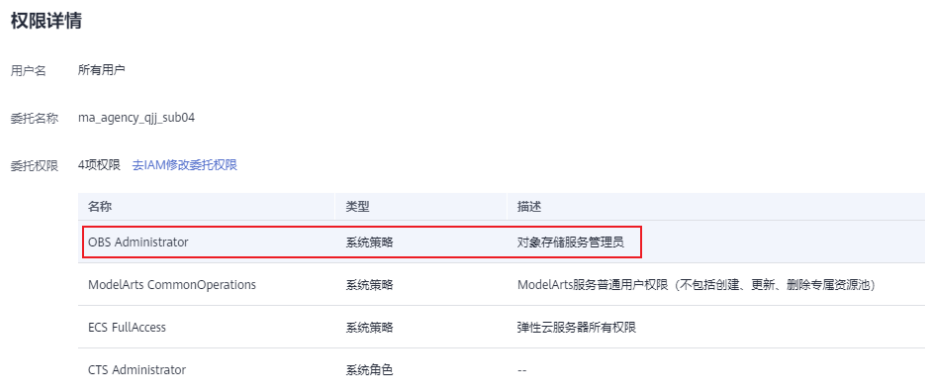 权限详情
用户名 所有用户
委托名称 ma_agency_qjj_sub04
委托权限 4项权限 去IAM修改委托权限
名称 类型 描述
OBS Administrator 系统策略 对象存储服务管理员
ModelArts CommonOperations 系统策略 ModelArts服务普通用户权限（不包括创建、更新、删除专属资源池）
ECS FullAccess 系统策略 弹性云服务器所有权限
CTS Administrator 系统角色 --